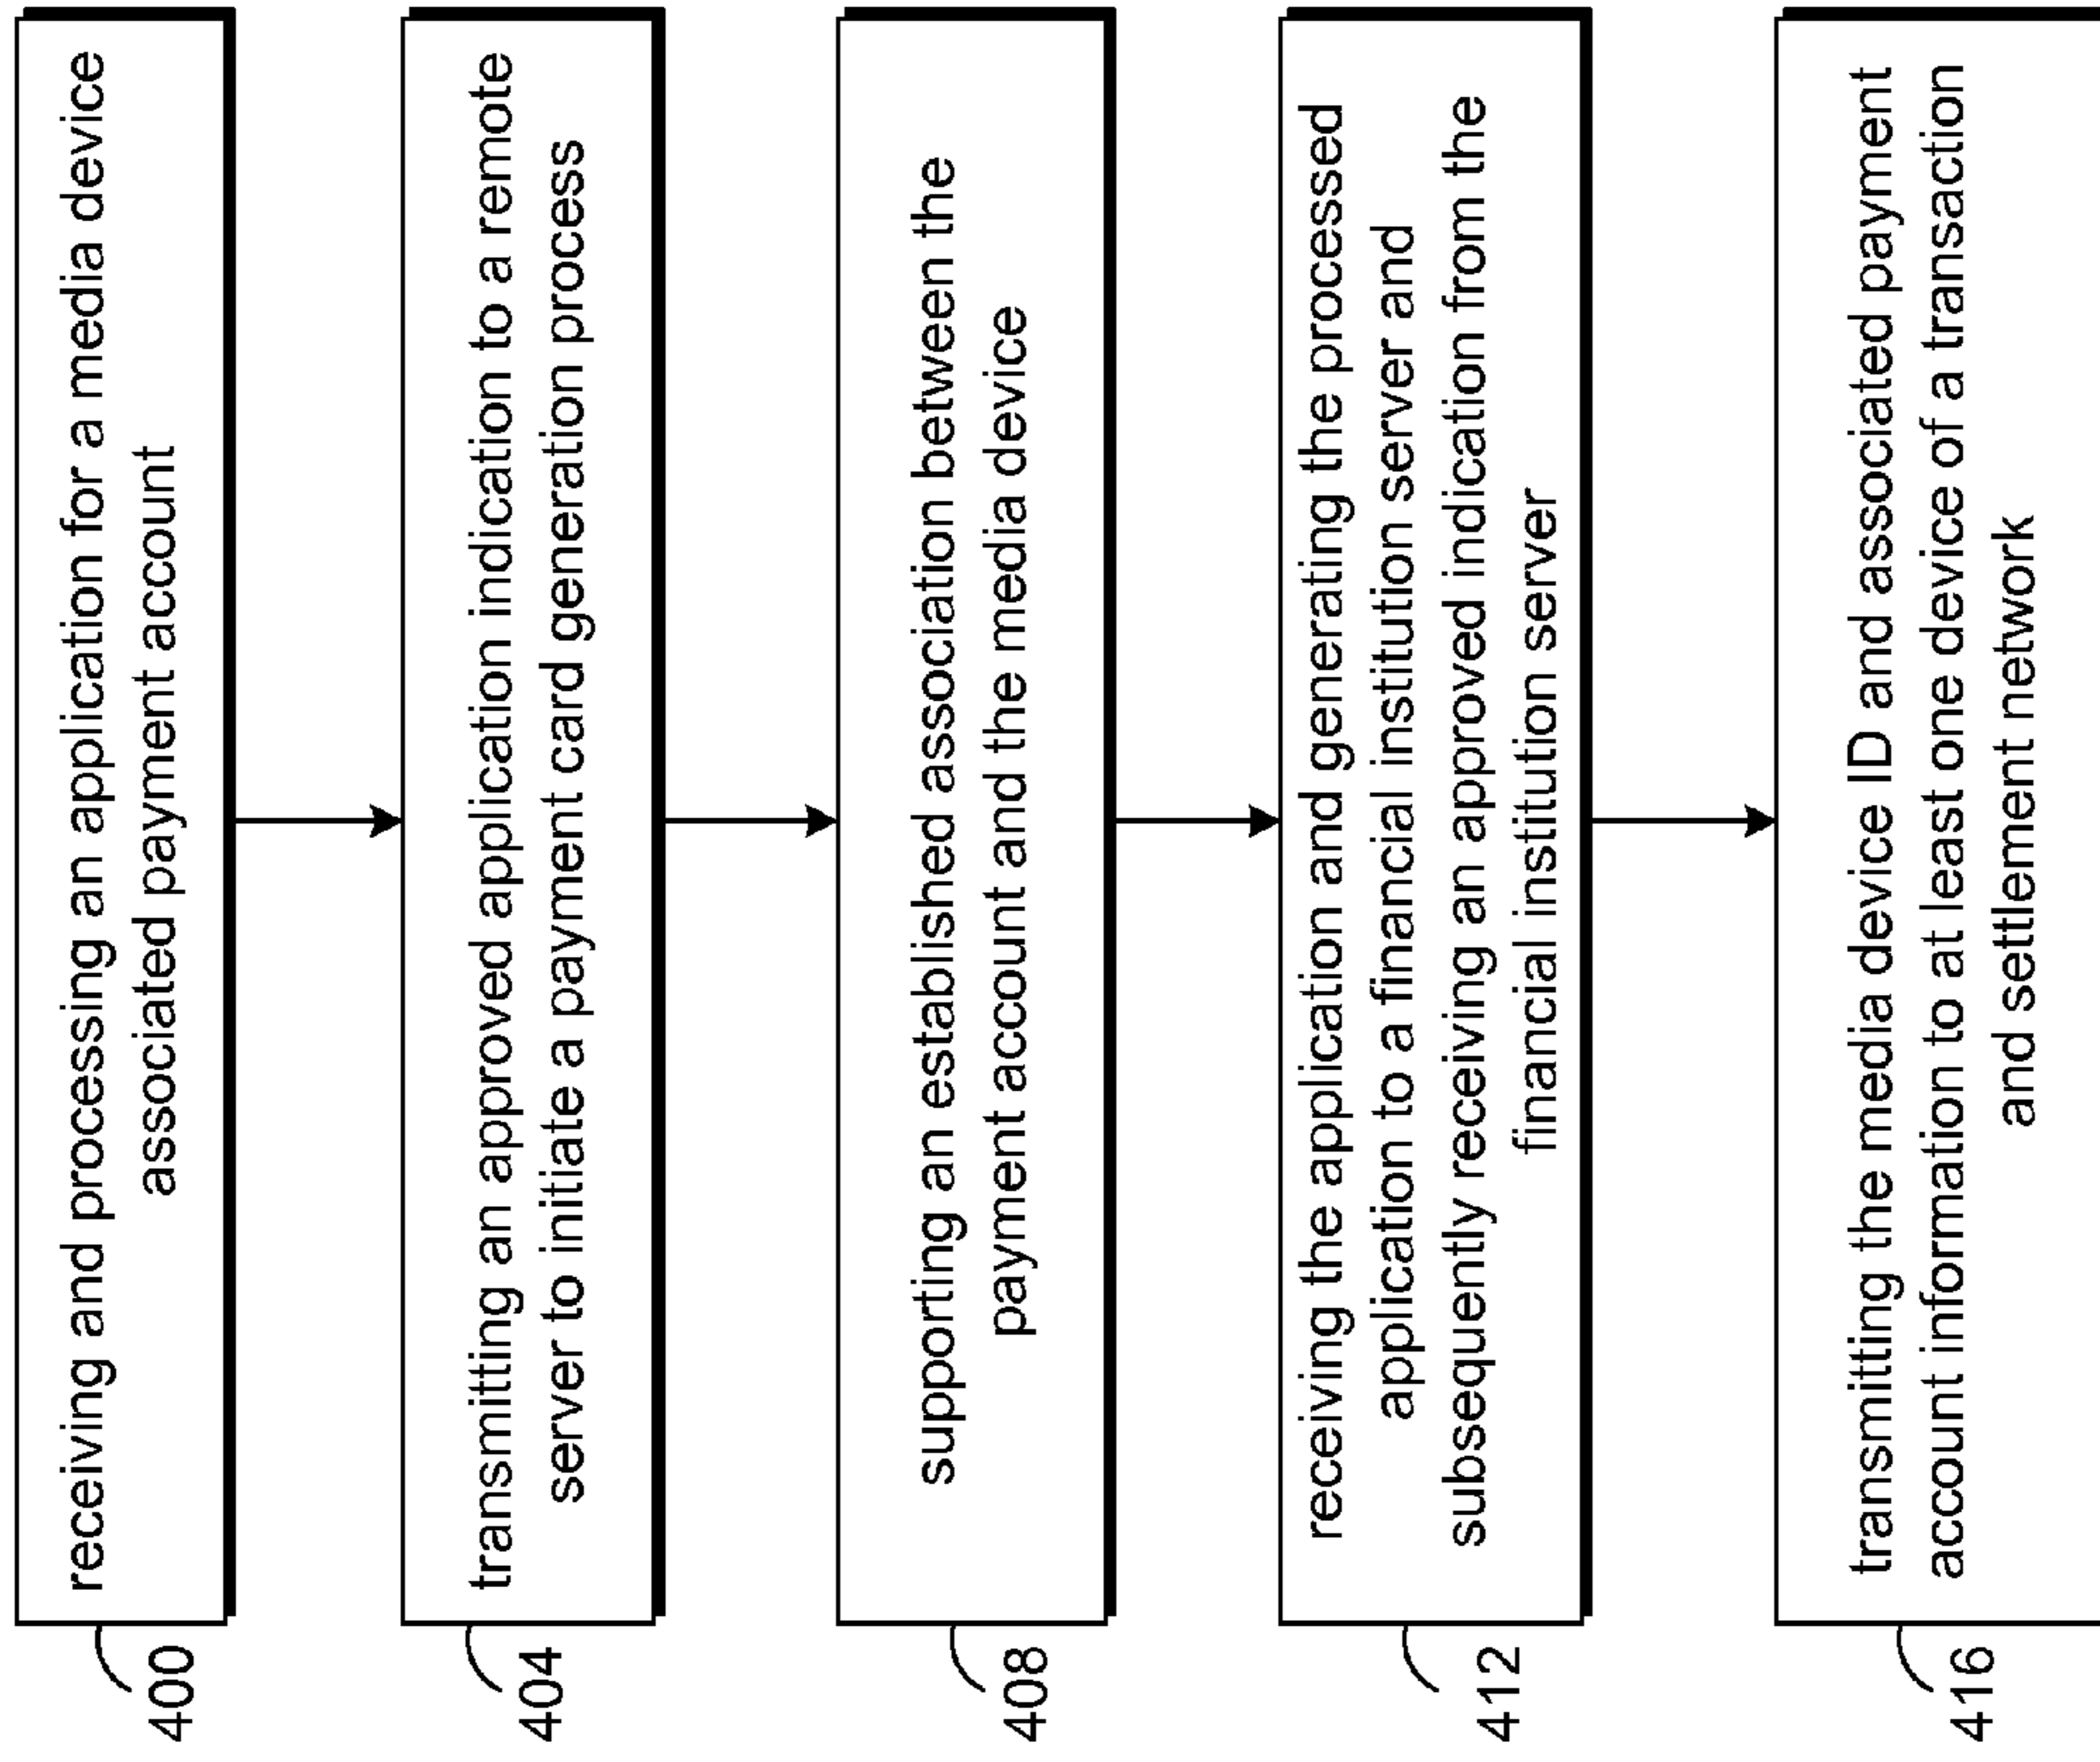 receiving and processing an application for a media device
associated payment account
400
transmitting an approved application indication to a remote
server to initiate a payment card generation process
404
supporting an established association between the
payment account and the media device
408
receiving the application and generating the processed
application to a financial institution server and
subsequently receiving an approved indication from the
financial institution server
412
transmitting the media device ID and associated payment
account information to at least one device of a transaction
and settlement network
416